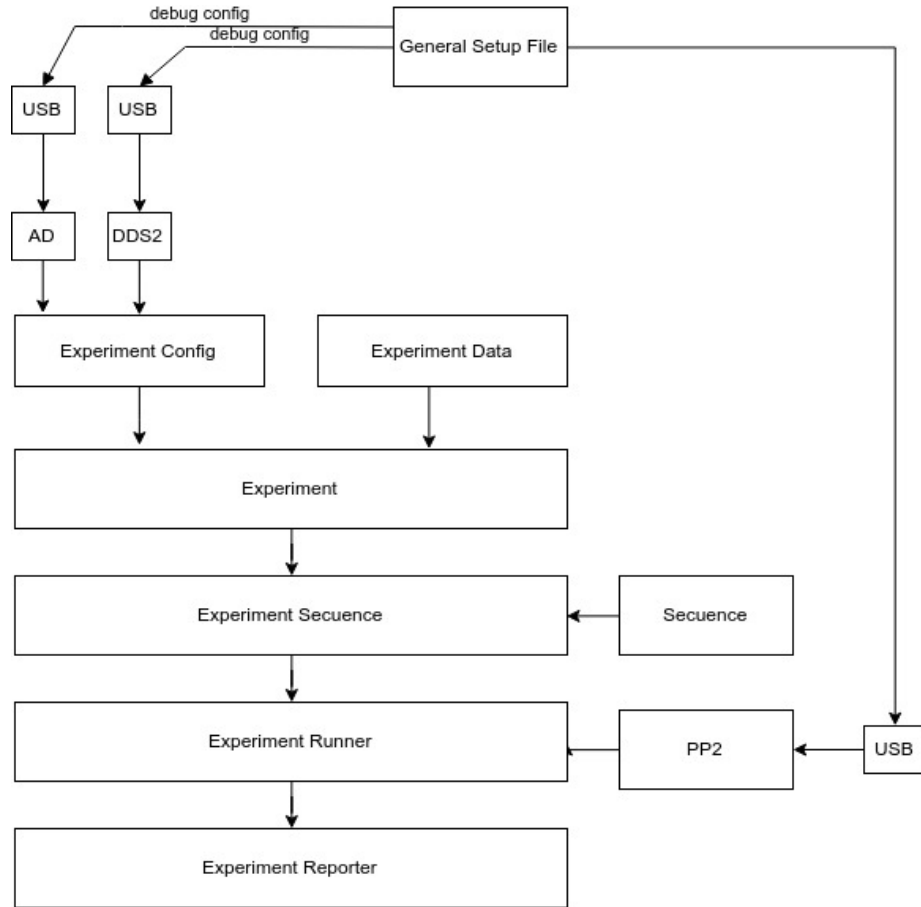 debug config
debug config
General Setup File
USB
USB
AD
DDS2
Experiment Config
Experiment Data
Experiment
Experiment Secuence
Secuence
Experiment Runner
PP2
USB
Experiment Reporter